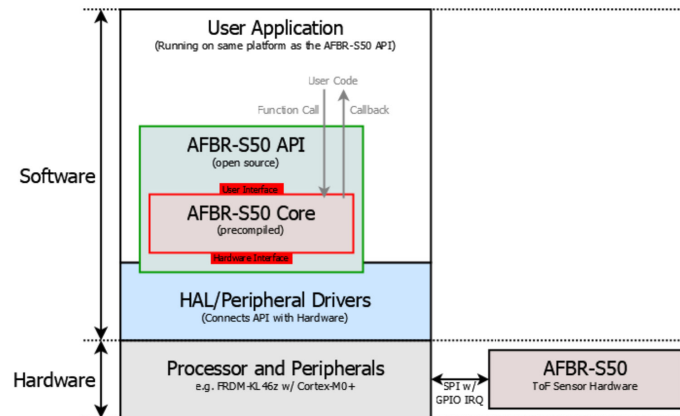 User Application
(Running on same platform as the AFBR-S50 API)
User Code
Function Call
Callback
AFBR-S50 API
(open source)
User Interface
AFBR-S50 Core
(precompiled)
Hardware Interface
Software
HAL/Peripheral Drivers
(Connects API with Hardware)
Hardware
Processor and Peripherals
e.g. FRDM-KL46z w/ Cortex-M0+
SPI w/
GPIO IRQ
AFBR-S50
ToF Sensor Hardware